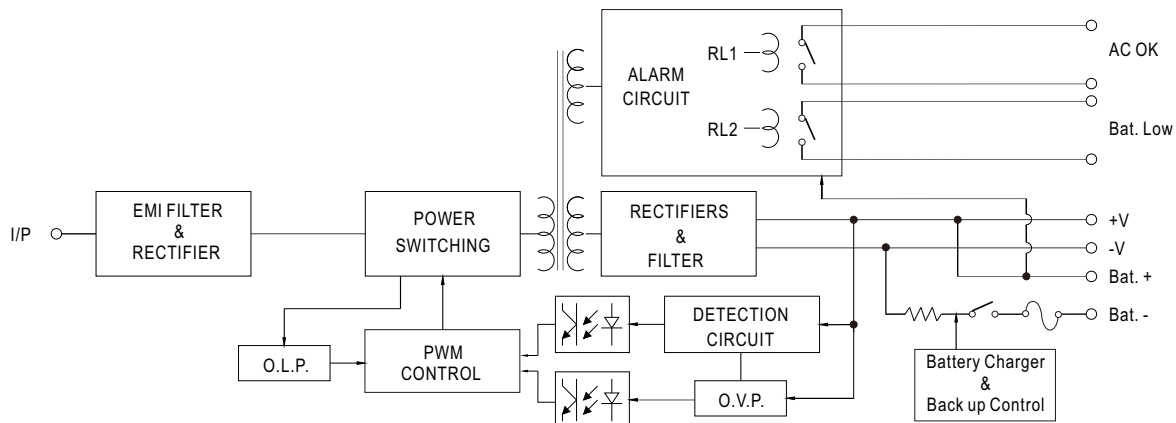 RL1
AC OK
ALARM
CIRCUIT
RL2
Bat. Low
EMI FILTER
&
RECTIFIER
POWER
SWITCHING
RECTIFIERS
&
FILTER
I/P
+V
-V
Bat. +
Bat. -
DETECTION
CIRCUIT
O.L.P.
PWM
CONTROL
O.V.P.
Battery Charger
&
Back up Control